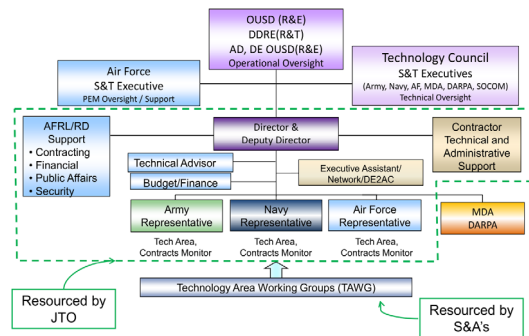 OUSD (R&E)
DDRE(R&T)
AD, DE OUSD(R&E)
Operational Oversight
Air Force
S&T Executive
PEM Oversight / Support
Technology Council
S&T Executives
(Army, Navy, AF, MDA, DARPA, SOCOM)
Technical Oversight
AFRL/RD
Support
• Contracting
• Financial
• Public Affairs
• Security
Director &
Deputy Director
Contractor
Technical and
Administrative
Support
Technical Advisor
Budget/Finance
Executive Assistant/
Network/DE2AC
Army
Representative
Navy
Representative
Air Force
Representative
MDA
DARPA
Tech Area,
Contracts Monitor
Tech Area,
Contracts Monitor
Tech Area,
Contracts Monitor
Technology Area Working Groups (TAWG)
Resourced by
JTO
Resourced by
S&A's